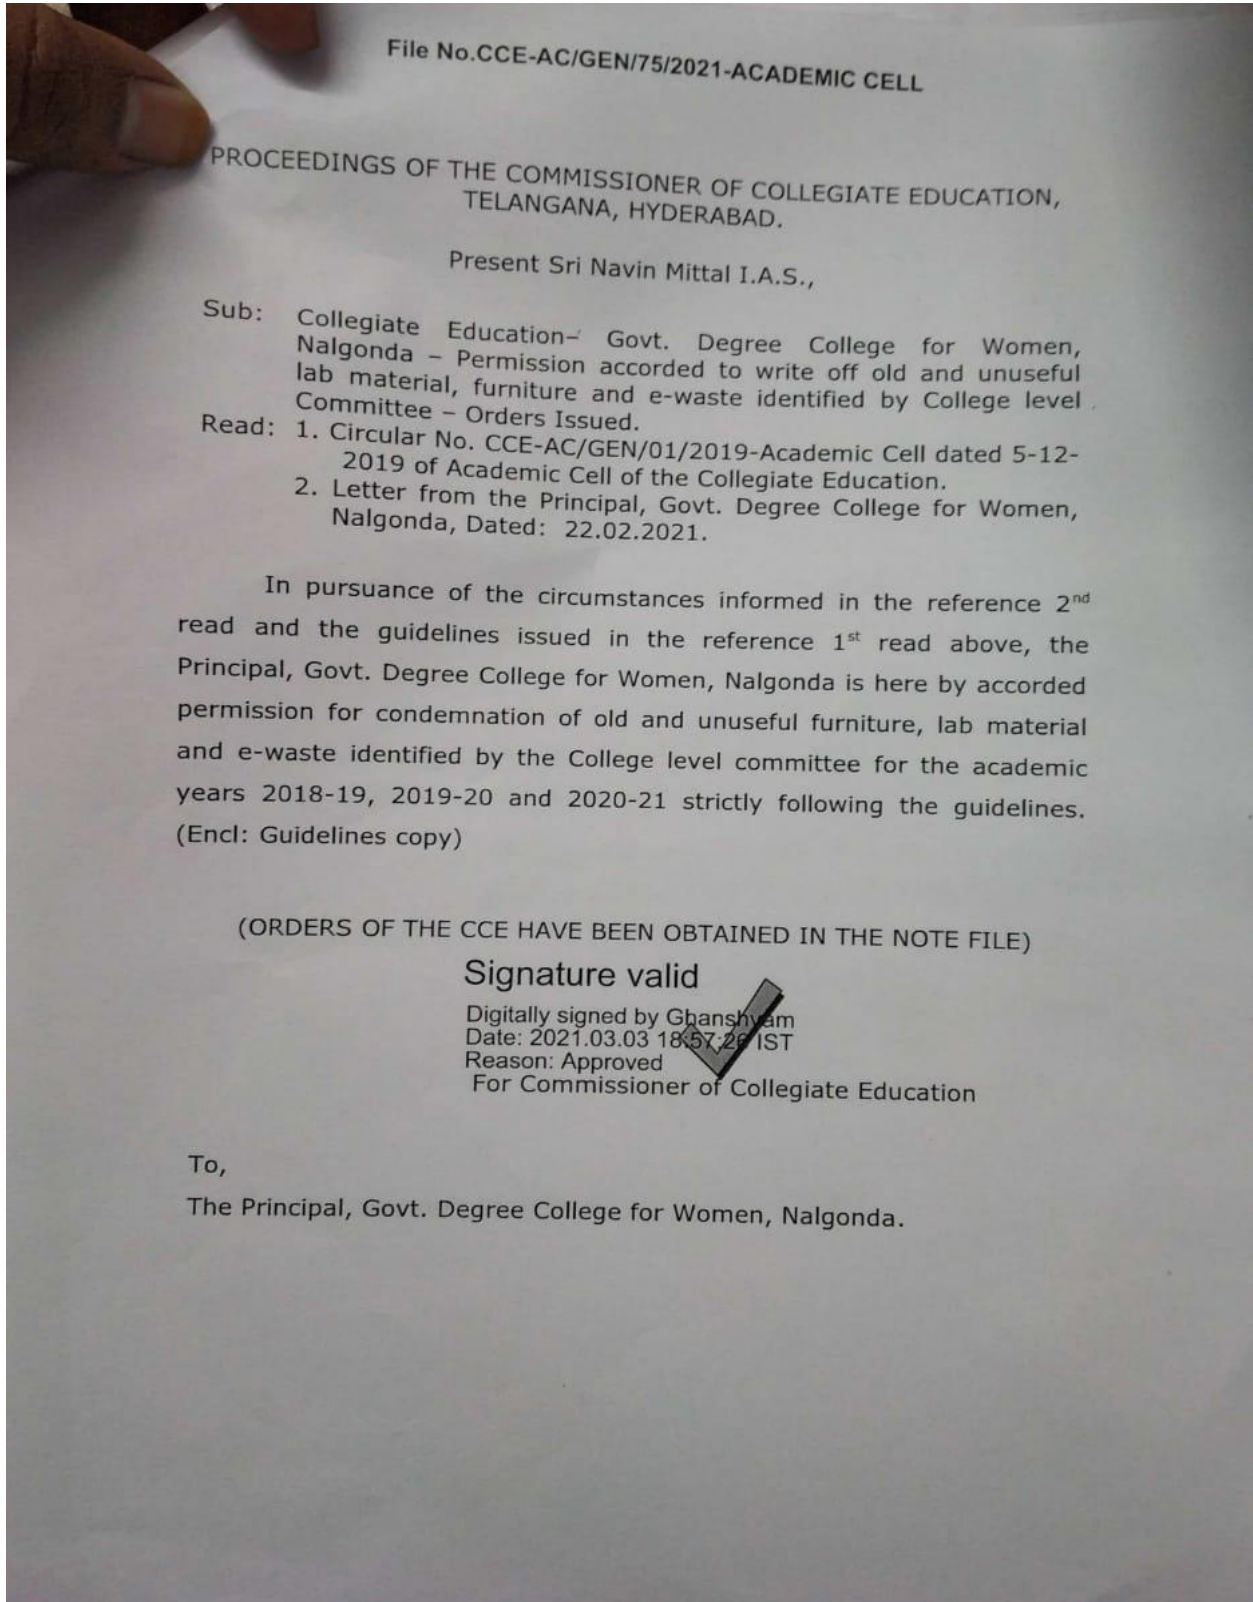 File No.CCE-AC/GEN/75/2021-ACADEMIC CELL
PROCEEDINGS OF THE COMMISSIONER OF COLLEGIATE EDUCATION,
TELANGANA, HYDERABAD.
Present Sri Navin Mittal I.A.S.,
Sub: Collegiate Education– Govt. Degree College for Women,
Nalgonda – Permission accorded to write off old and unuseful
lab material, furniture and e-waste identified by College level
Committee – Orders Issued.
Read: 1. Circular No. CCE-AC/GEN/01/2019-Academic Cell dated 5-12-
2019 of Academic Cell of the Collegiate Education.
2. Letter from the Principal, Govt. Degree College for Women,
Nalgonda, Dated: 22.02.2021.
In pursuance of the circumstances informed in the reference 2nd
read and the guidelines issued in the reference 1st read above, the
Principal, Govt. Degree College for Women, Nalgonda is here by accorded
permission for condemnation of old and unuseful furniture, lab material
and e-waste identified by the College level committee for the academic
years 2018-19, 2019-20 and 2020-21 strictly following the guidelines.
(Encl: Guidelines copy)
(ORDERS OF THE CCE HAVE BEEN OBTAINED IN THE NOTE FILE)
Signature valid
Digitally signed by Ghanshyam
Date: 2021.03.03 18:57:26 IST
Reason: Approved
For Commissioner of Collegiate Education
To,
The Principal, Govt. Degree College for Women, Nalgonda.